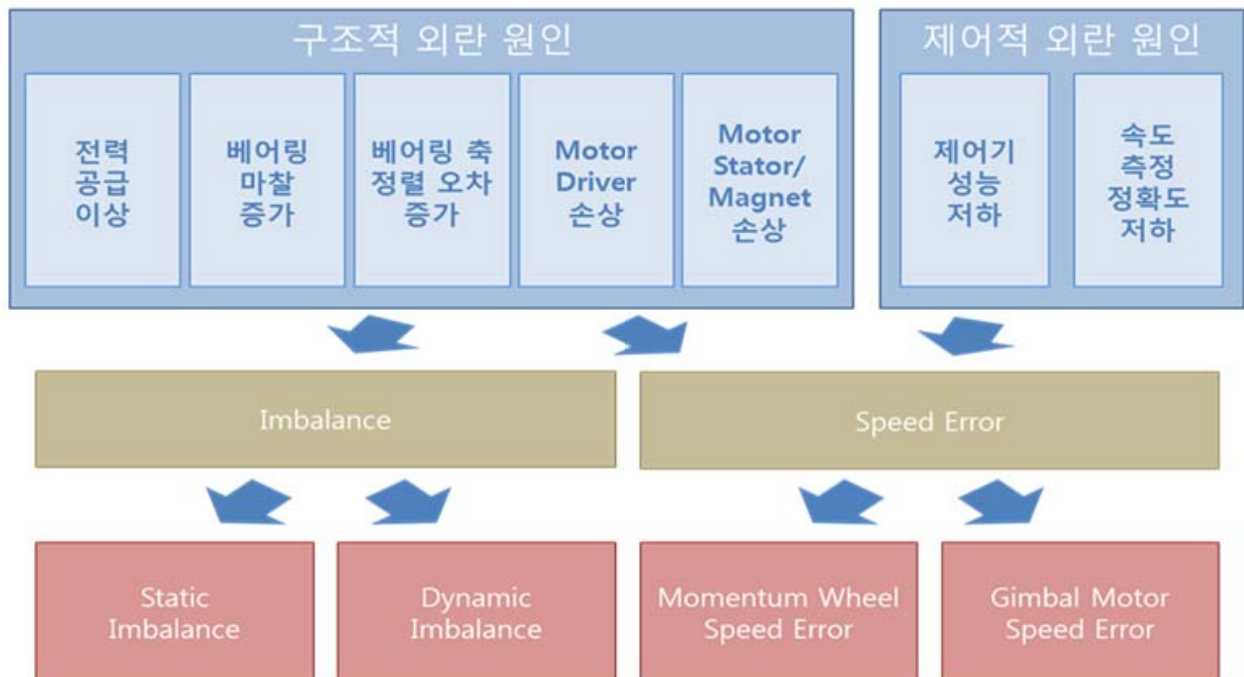 구조적 외란 원인
전력
공급
이상
베어링
마찰
증가
베어링 축
정렬 오차
증가
Motor
Driver
손상
Motor
Stator/
Magnet
손상
제어적 외란 원인
제어기
성능
저하
속도
측정
정확도
저하
Imbalance
Speed Error
Static
Imbalance
Dynamic
Imbalance
Momentum Wheel
Speed Error
Gimbal Motor
Speed Error